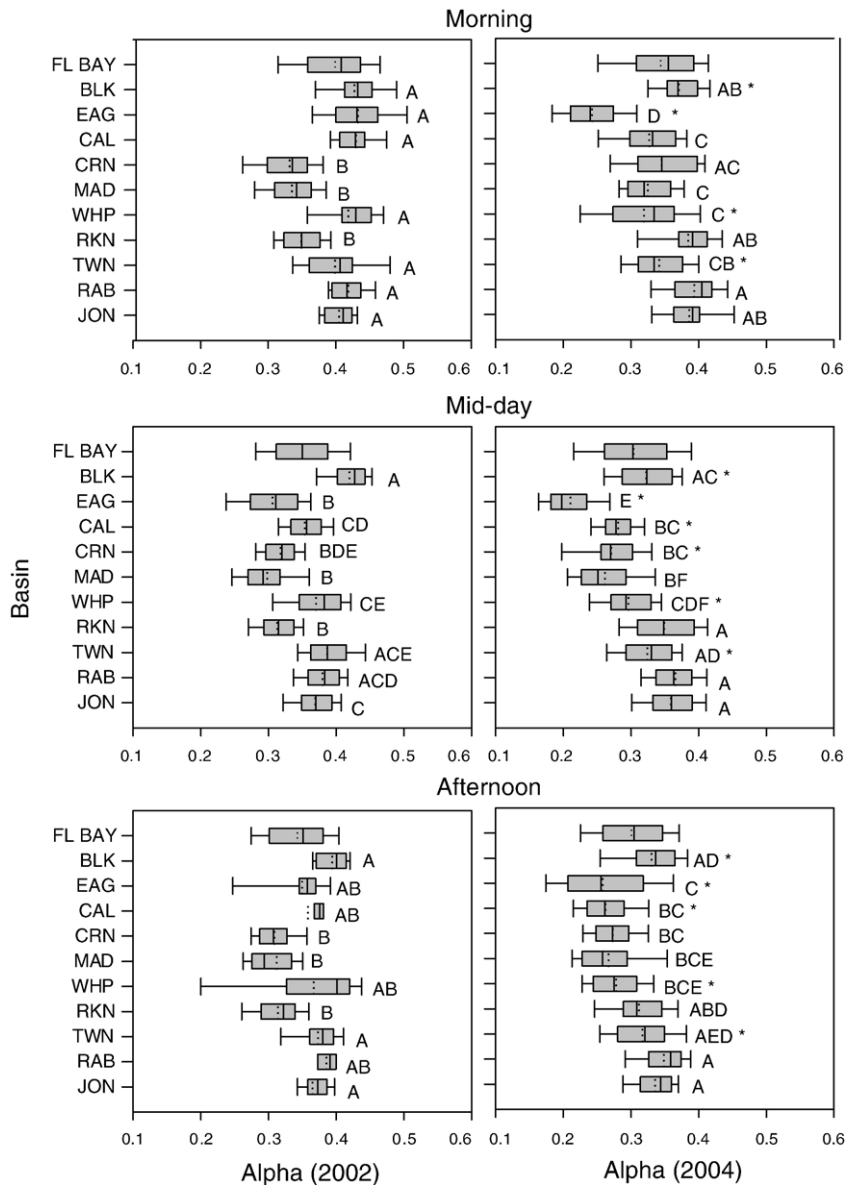 Morning
FL BAY
BLK A AB *
EAG A D *
CAL A C
CRN B AC
MAD B C
WHP A C *
RKN B AB
TWN A CB *
RAB A A
JON A AB
0.1 0.2 0.3 0.4 0.5 0.6 0.1 0.2 0.3 0.4 0.5 0.6
Mid-day
FL BAY
BLK A AC *
EAG B E *
CAL CD BC *
CRN BDE BC *
MAD B BF
WHP CE CDF *
RKN B A
TWN ACE AD *
RAB ACD A
JON C A
0.1 0.2 0.3 0.4 0.5 0.6 0.1 0.2 0.3 0.4 0.5 0.6
Basin
Afternoon
FL BAY
BLK A AD *
EAG AB C *
CAL AB BC *
CRN B BC
MAD B BCE
WHP AB BCE *
RKN B ABD
TWN A AED *
RAB AB A
JON A A
0.1 0.2 0.3 0.4 0.5 0.6 0.1 0.2 0.3 0.4 0.5 0.6
Alpha (2002) Alpha (2004)